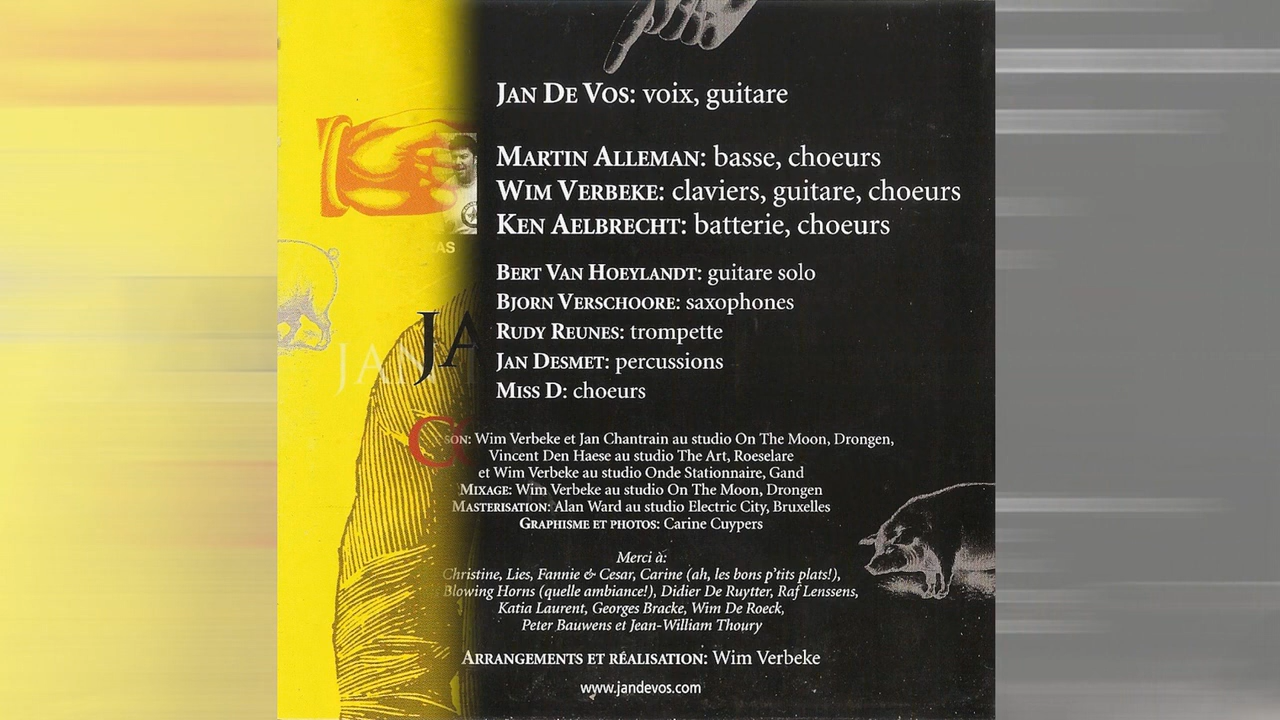 JAN DE VOS: voix, guitare
MARTIN ALLEMAN: basse, choeurs
WIM VERBEKE: claviers, guitare, choeurs
KEN AELBRECHT: batterie, choeurs
AS
BERT VAN HOEYLANDT: guitare solo
BJORN VERSCHOORE: saxophones
RUDY REUNES: trompette
JAN DESMET: percussions
MISS D: choeurs
JA
JAN
SON: Wim Verbeke et Jan Chantrain au studio On The Moon, Drongen,
Vincent Den Haese au studio The Art, Roeselare
et Wim Verbeke au studio Onde Stationnaire, Gand
MIXAGE: Wim Verbeke au studio On The Moon, Drongen
MASTERISATION: Alan Ward au studio Electric City, Bruxelles
GRAPHISME ET PHOTOS: Carine Cuypers
Merci à:
Christine, Lies, Fannie & Cesar, Carine (ah, les bons p'tits plats!),
Blowing Horns (quelle ambiance!), Didier De Ruytter, Raf Lenssens,
Katia Laurent, Georges Bracke, Wim De Roeck,
Peter Bauwens et Jean-William Thoury
ARRANGEMENTS ET RÉALISATION: Wim Verbeke
www.jandevos.com